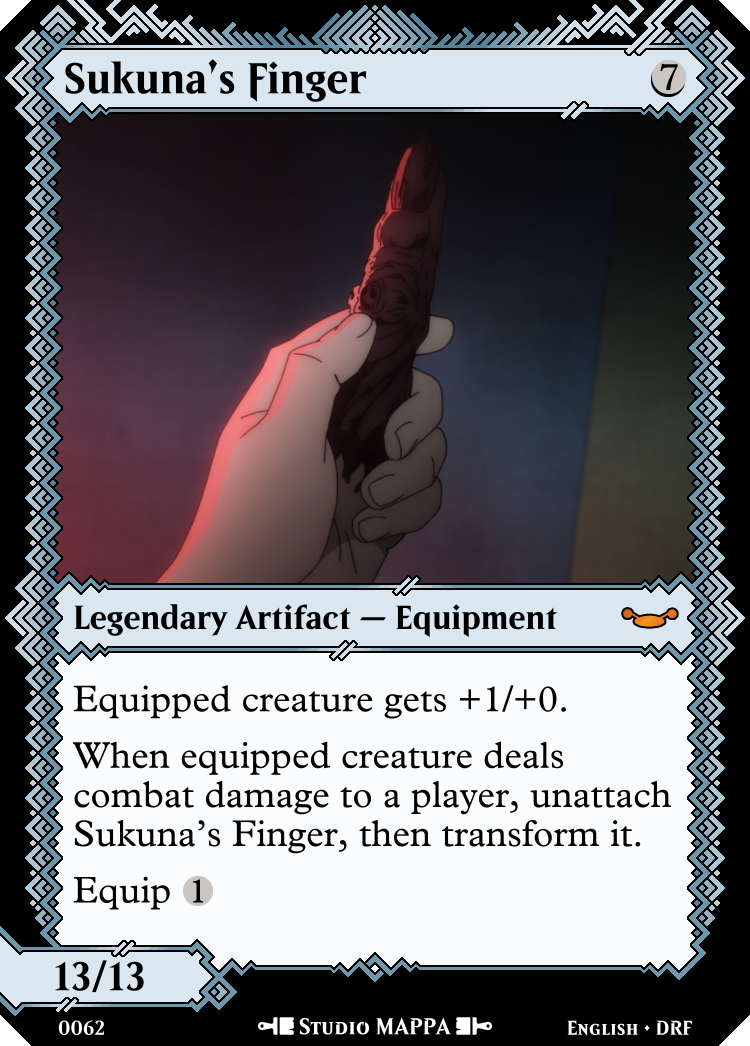 Sukuna's Finger 7
Legendary Artifact — Equipment
Equipped creature gets +1/+0.
When equipped creature deals
combat damage to a player, unattach
Sukuna's Finger, then transform it.
Equip 1
13/13
0062 Studio MAPPA English • DRF